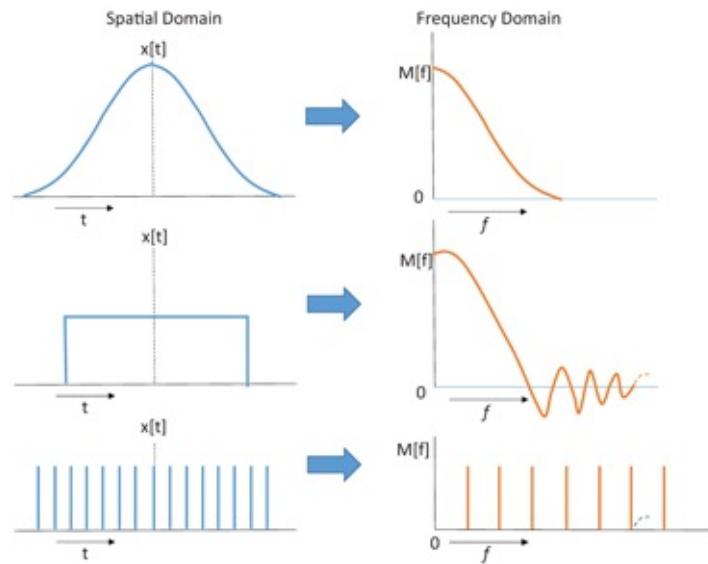 Spatial Domain
Frequency Domain
x[t]
M[f]
0
t
f
x[t]
M[f]
0
t
f
x[t]
M[f]
t
0
f